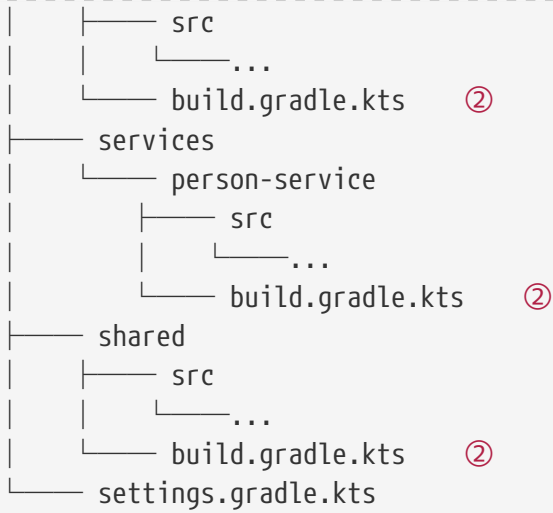 │     ├──── src
│     │     └────...
│     └──── build.gradle.kts    ②
├──── services
│     └──── person-service
│           ├──── src
│           │     └────...
│           └──── build.gradle.kts    ②
├──── shared
│     ├──── src
│     │     └────...
│     └──── build.gradle.kts    ②
└──── settings.gradle.kts